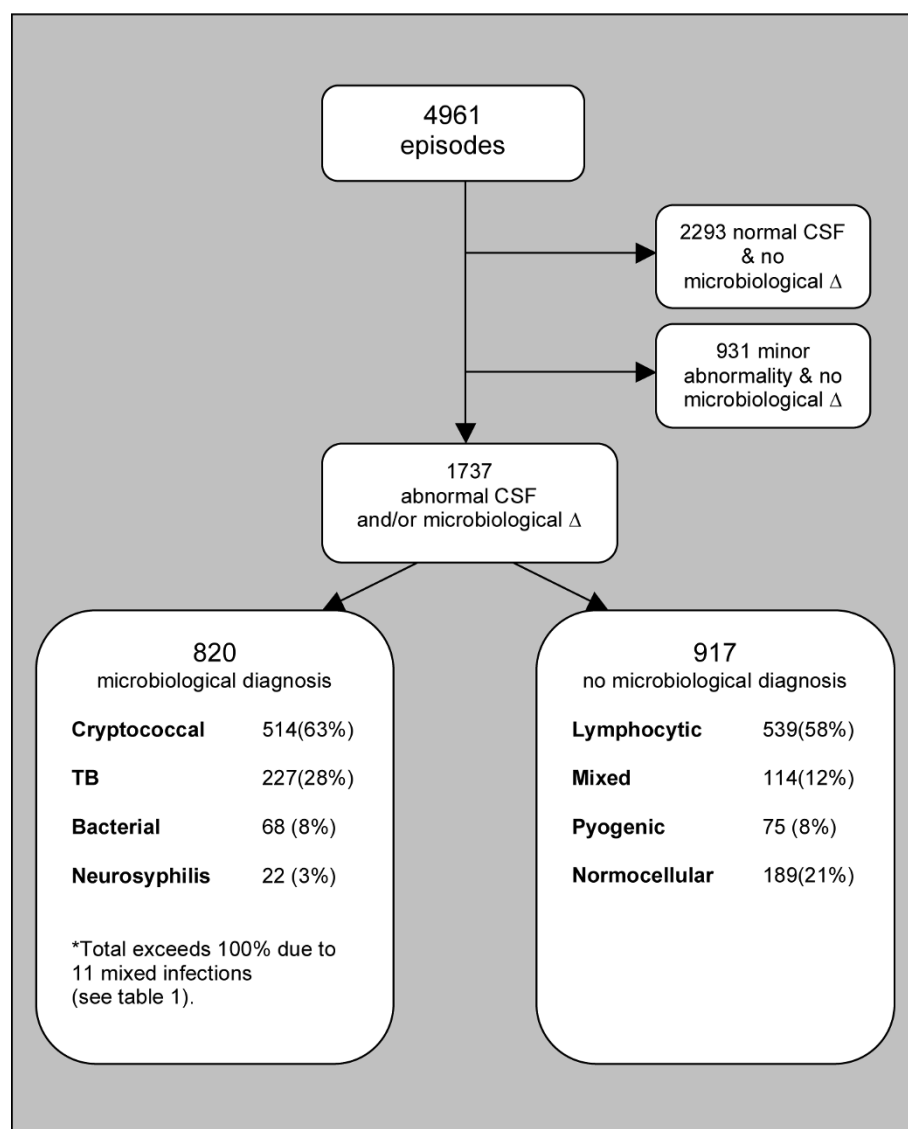 4961
episodes
2293 normal CSF
& no
microbiological Δ
931 minor
abnormality & no
microbiological Δ
1737
abnormal CSF
and/or microbiological Δ
820
microbiological diagnosis
Cryptococcal 514(63%)
TB 227(28%)
Bacterial 68 (8%)
Neurosyphilis 22 (3%)
*Total exceeds 100% due to
11 mixed infections
(see table 1).
917
no microbiological diagnosis
Lymphocytic 539(58%)
Mixed 114(12%)
Pyogenic 75 (8%)
Normocellular 189(21%)